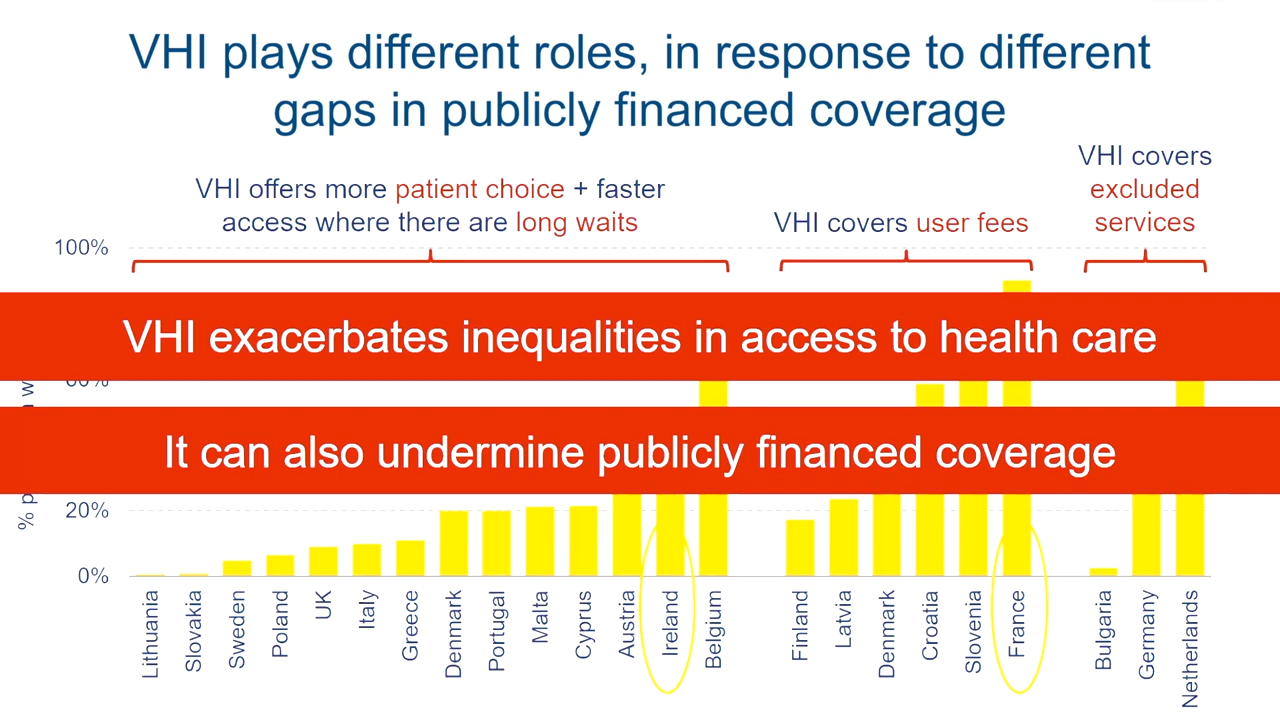 VHI plays different roles, in response to different
gaps in publicly financed coverage
VHI offers more patient choice + faster
access where there are long waits
VHI covers user fees
VHI covers
excluded
services
100%
VHI exacerbates inequalities in access to health care
It can also undermine publicly financed coverage
20%
0%
%
Lithuania
Slovakia
Sweden
Poland
UK
Italy
Greece
Denmark
Portugal
Malta
Cyprus
Austria
Ireland
Belgium
Finland
Latvia
Denmark
Croatia
Slovenia
France
Bulgaria
Germany
Netherlands